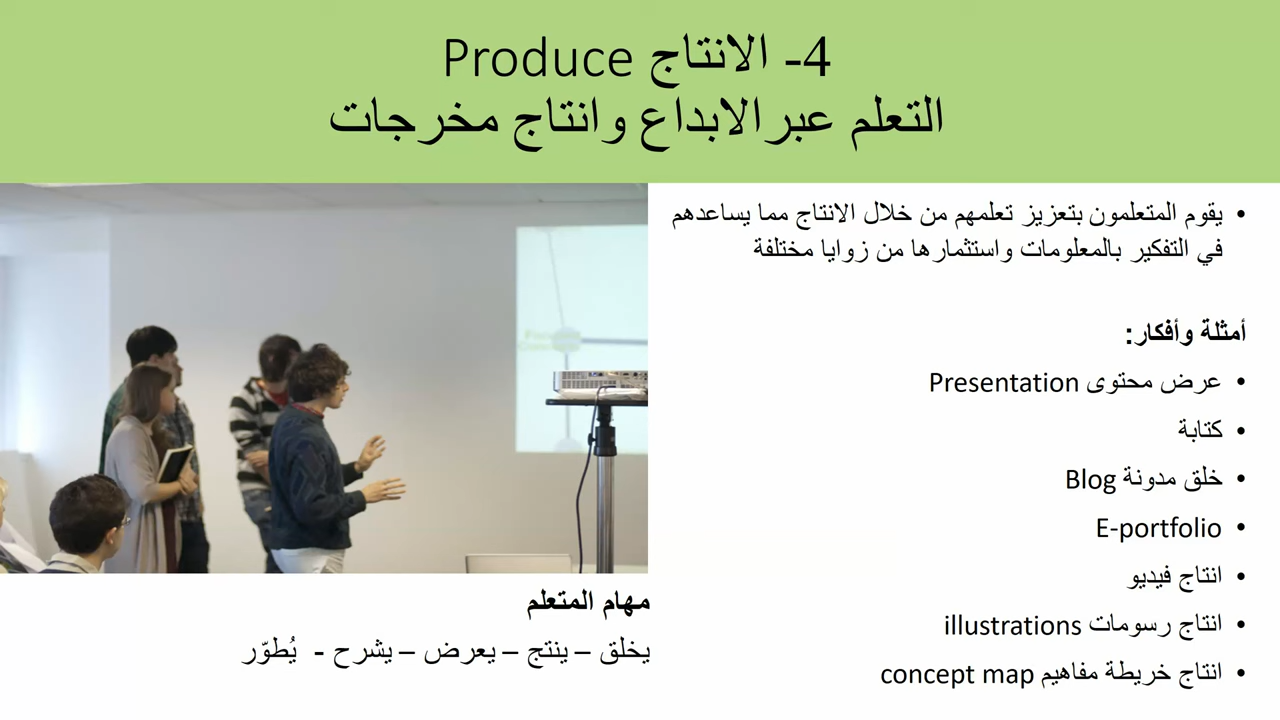 4- الانتاج Produce
التعلم عبرالابداع وانتاج مخرجات
• يقوم المتعلمون بتعزيز تعلمهم من خلال الانتاج مما يساعدهم
في التفكير بالمعلومات واستثمارها من زوايا مختلفة
أمثلة وأفكار:
• عرض محتوى Presentation
• كتابة
• خلق مدونة Blog
• E-portfolio
• انتاج فيديو
• انتاج رسومات illustrations
• انتاج خريطة مفاهيم concept map
مهام المتعلم
يخلق – ينتج – يعرض – يشرح - يُطوّر